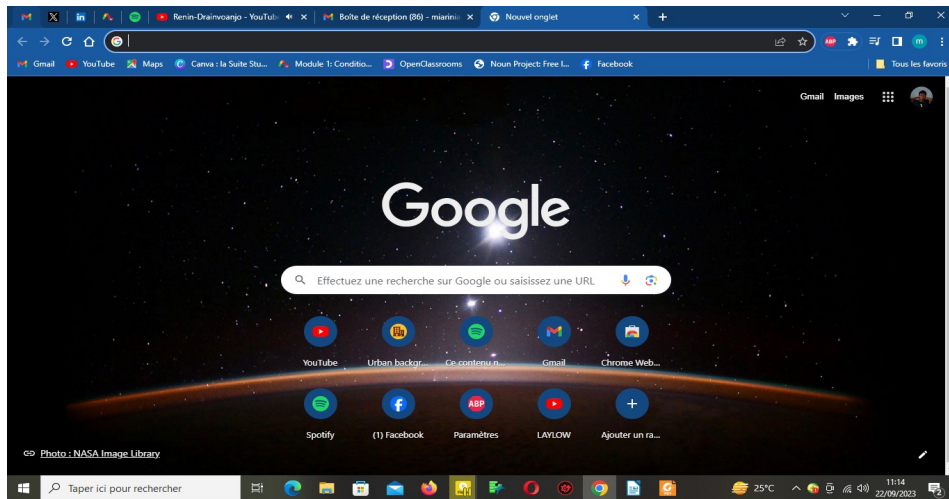 Renin-Drainvoanjo - YouTub Boîte de réception (86) - miarinia Nouvel onglet
Gmail YouTube Maps Canva : la Suite Stu... Module 1: Conditio... OpenClassrooms Noun Project: Free I... Facebook Tous les favoris
Gmail Images
Google
Effectuez une recherche sur Google ou saisissez une URL
YouTube Urban backgr... Ce contenu n... Gmail Chrome Web...
ABP
Spotify (1) Facebook Paramètres LAYLOW Ajouter un ra...
Photo : NASA Image Library
Taper ici pour rechercher 25°C 11:14
22/09/2023